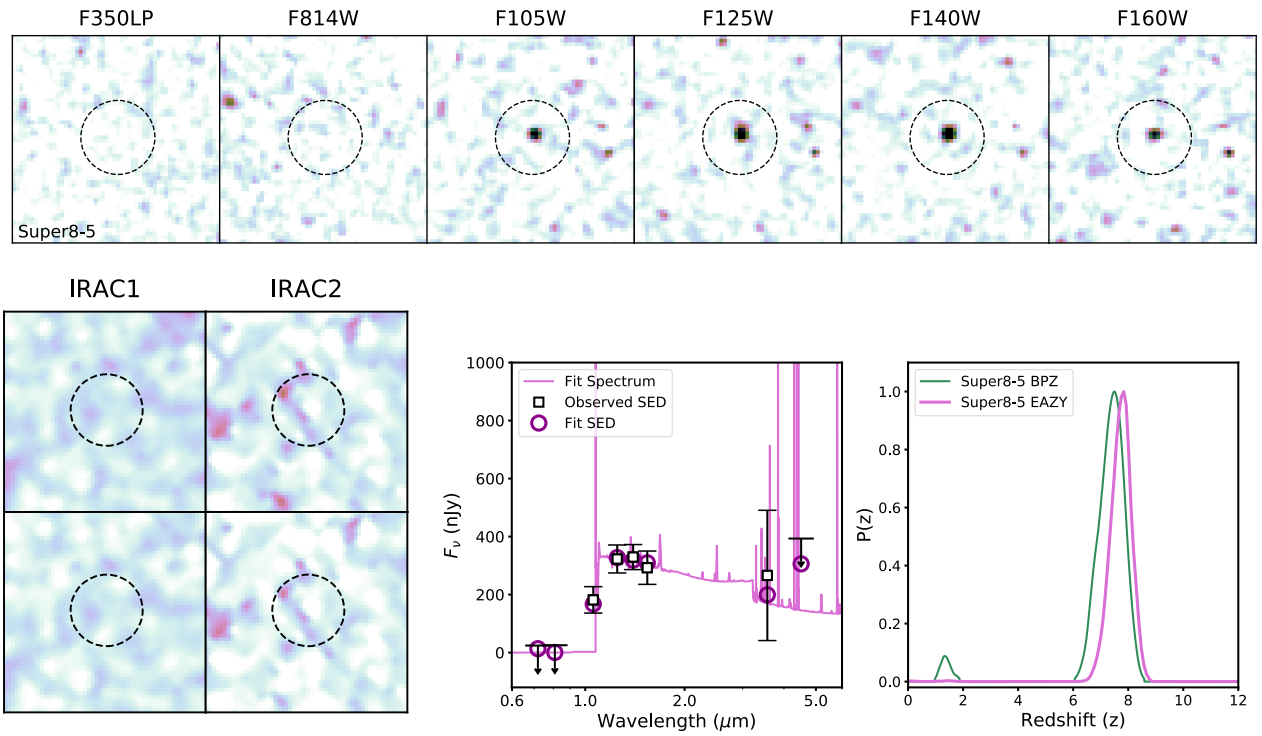 F350LP F814W F105W F125W F140W F160W
Super8-5
IRAC1 IRAC2
1000
800
600
400
200
0
F𝜈 (nJy)
Fit Spectrum
Observed SED
Fit SED
0.6 1.0 2.0 5.0
Wavelength (μm)
1.0
0.8
0.6
0.4
0.2
0.0
P(z)
Super8-5 BPZ
Super8-5 EAZY
0 2 4 6 8 10 12
Redshift (z)